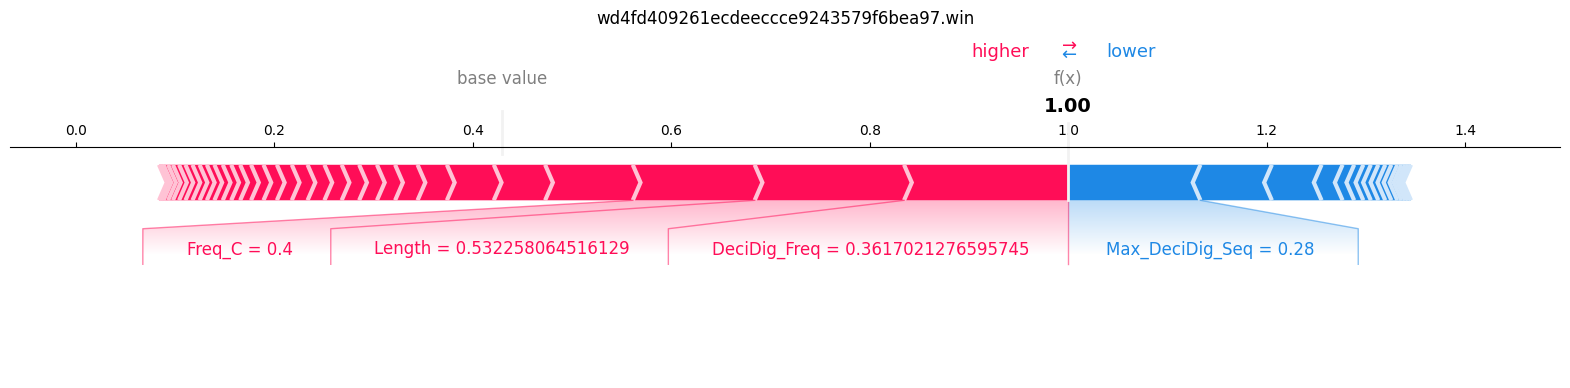 wd4fd409261ecdeeccce9243579f6bea97.win
higher ⇄ lower
base value f(x)
1.00
0.0 0.2 0.4 0.6 0.8 1.0 1.2 1.4
Freq_C = 0.4 Length = 0.532258064516129 DeciDig_Freq = 0.3617021276595745 Max_DeciDig_Seq = 0.28